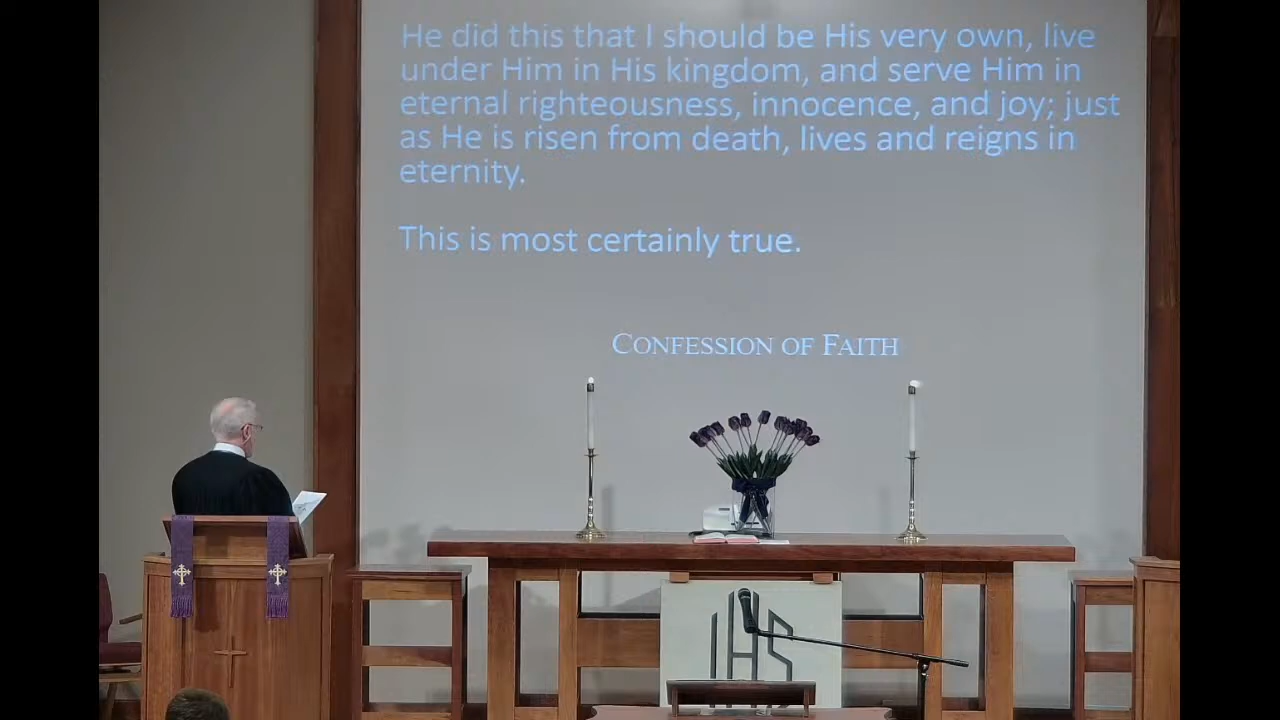 He did this that I should be His very own, live
under Him in His kingdom, and serve Him in
eternal righteousness, innocence, and joy; just
as He is risen from death, lives and reigns in
eternity.
This is most certainly true.
CONFESSION OF FAITH
IHS